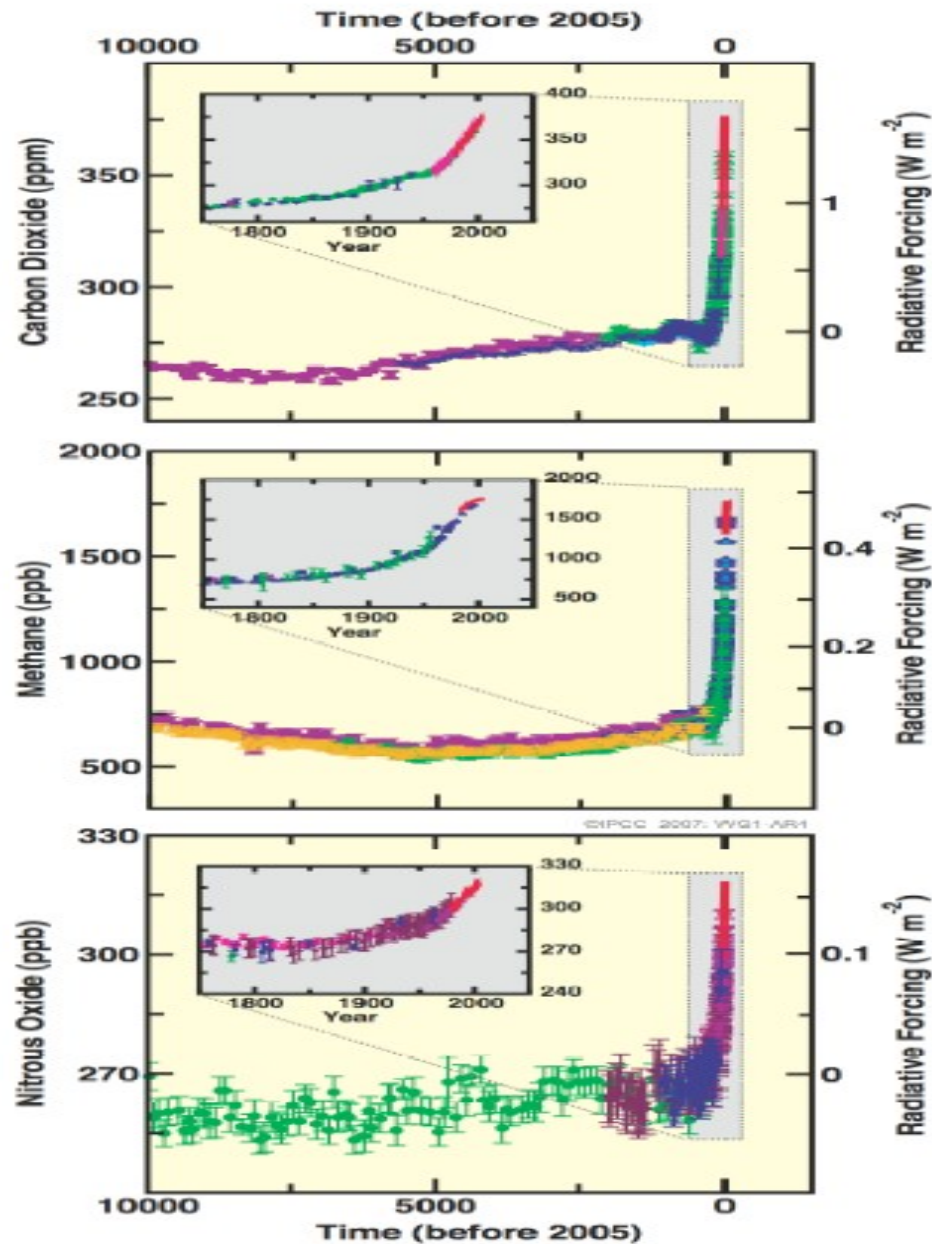 Time (before 2005)
10000 5000 0
Carbon Dioxide (ppm)
350
300
250
400
350
300
1800 1900 2000
Year
1
0
Radiative Forcing (W m-2)
Methane (ppb)
2000
1500
1000
500
2000
1500
1000
500
1800 1900 2000
Year
0.4
0.2
0
Radiative Forcing (W m-2)
©IPCC 2007: WG1-AR4
Nitrous Oxide (ppb)
330
300
270
330
300
270
240
1800 1900 2000
Year
0.1
0
Radiative Forcing (W m-2)
10000 5000 0
Time (before 2005)